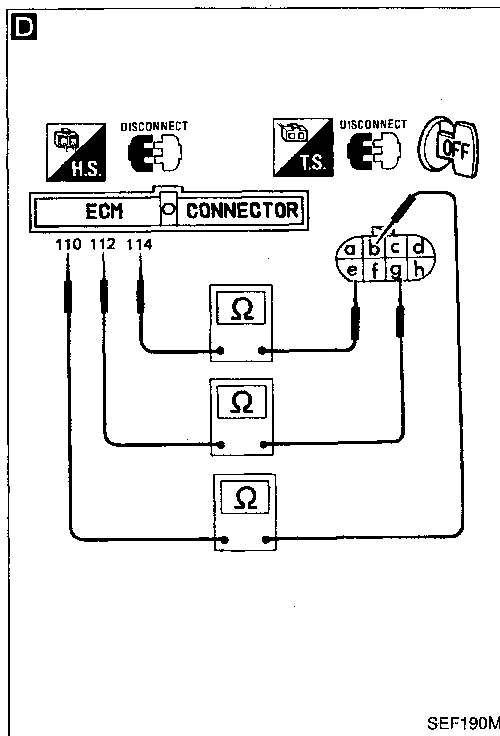 D
DISCONNECT DISCONNECT
H.S. T.S. OFF
ECM CONNECTOR
110 112 114
a b c d
e f g h
Ω
Ω
Ω
SEF190M